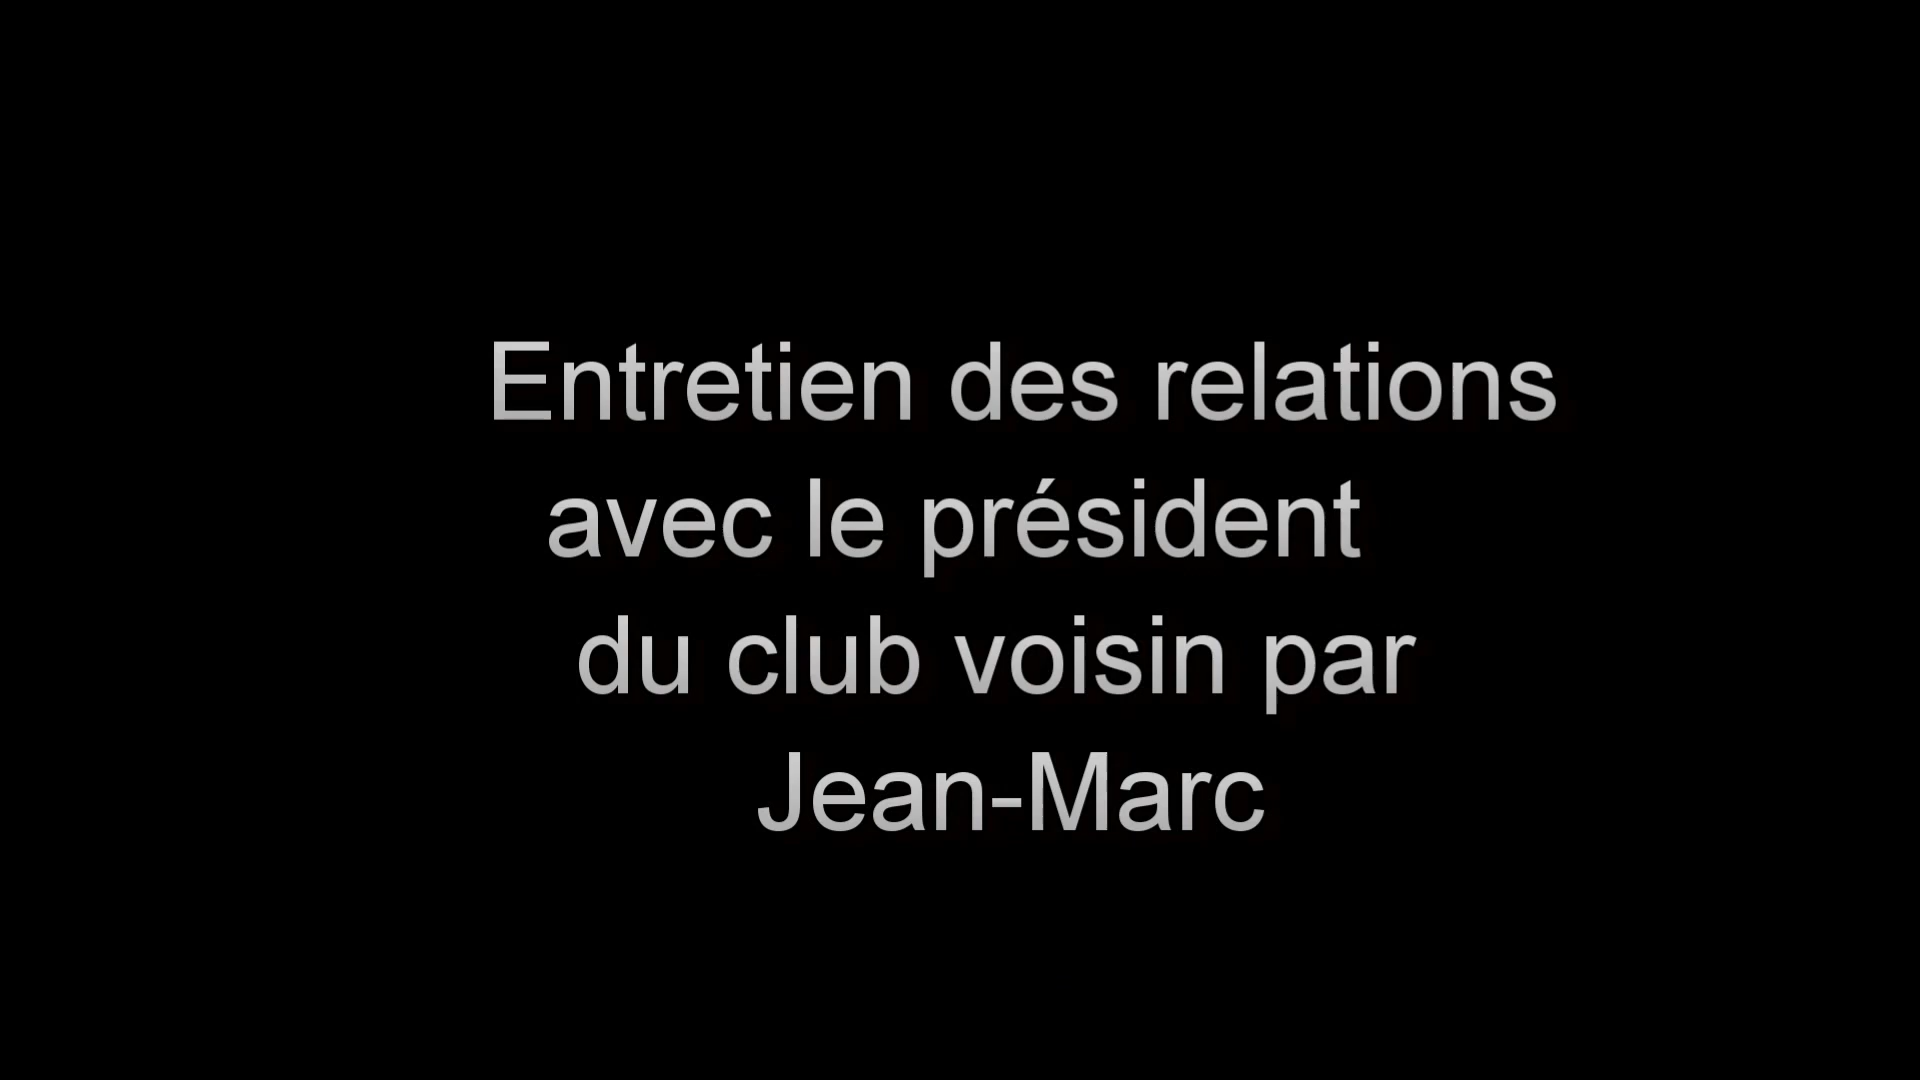 Entretien des relations
avec le président
du club voisin par
Jean-Marc